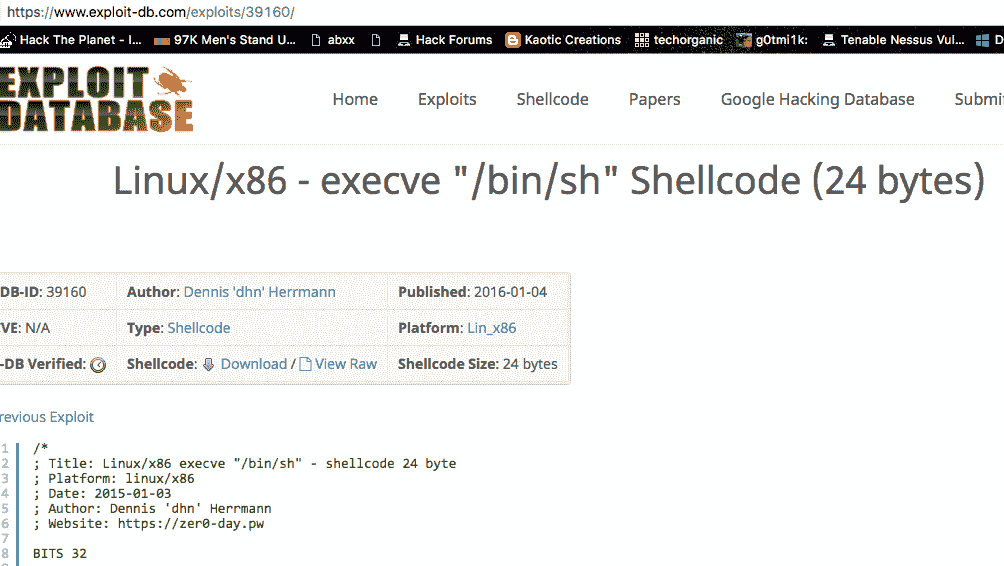 https://www.exploit-db.com/exploits/39160/
Hack The Planet - I... 97K Men's Stand U... abxx Hack Forums Kaotic Creations techorganic g0tmi1k: Tenable Nessus Vul... D
EXPLOIT
DATABASE
Home Exploits Shellcode Papers Google Hacking Database Submi
Linux/x86 - execve "/bin/sh" Shellcode (24 bytes)
DB-ID: 39160 Author: Dennis 'dhn' Herrmann Published: 2016-01-04
VE: N/A Type: Shellcode Platform: Lin_x86
-DB Verified: Shellcode: Download / View Raw Shellcode Size: 24 bytes
revious Exploit
1 /*
2 ; Title: Linux/x86 execve "/bin/sh" - shellcode 24 byte
3 ; Platform: linux/x86
4 ; Date: 2015-01-03
5 ; Author: Dennis 'dhn' Herrmann
6 ; Website: https://zer0-day.pw
7
8 BITS 32